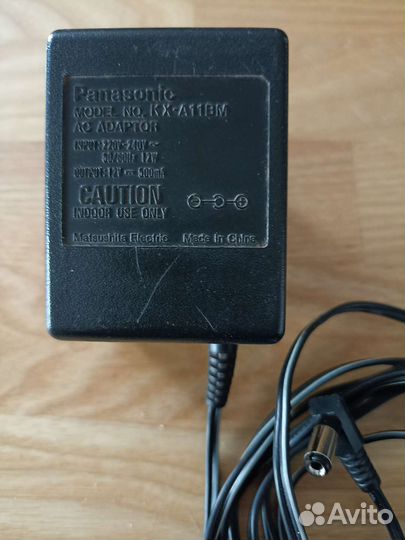 Panasonic
MODEL NO. KX-A11BM
AC ADAPTOR
INPUT: 220V-240V ~
50/60Hz 12W
OUTPUT: 12V ⎓ 500mA
CAUTION
INDOOR USE ONLY
Matsushita Electric Made in China
Avito